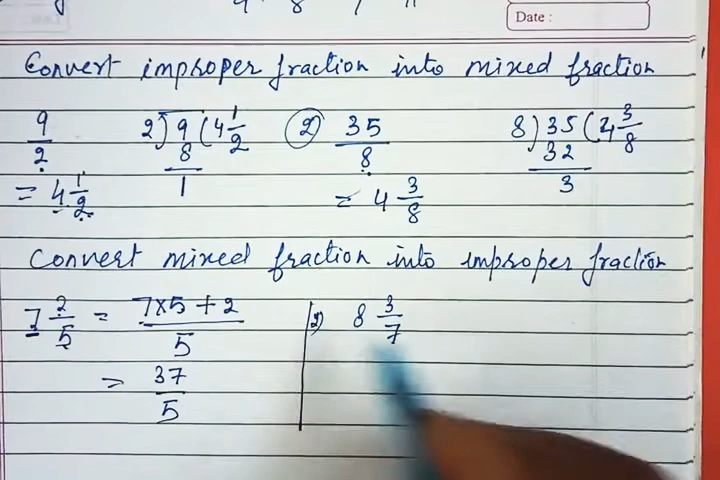 Date :
Convert improper fraction into mixed fraction
9/2 2) 9 ( 4 1/2 (2) 35/8 8) 35 ( 4 3/8
8 32
= 4 1/2 1 = 4 3/8 3
Convert mixed fraction into improper fraction
7 2/5 = 7x5 + 2 / 5 2) 8 3/7
= 37/5